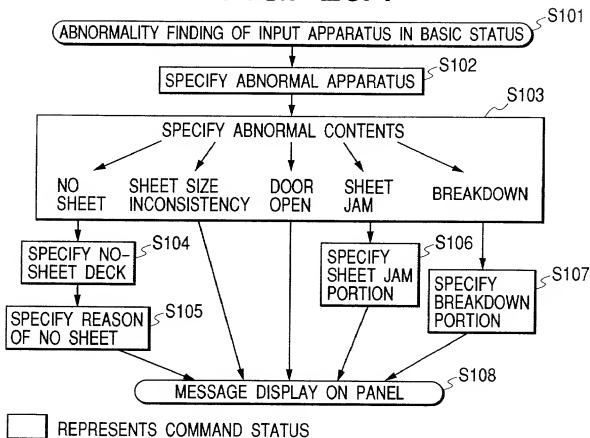 S101
ABNORMALITY FINDING OF INPUT APPARATUS IN BASIC STATUS
S102
SPECIFY ABNORMAL APPARATUS
S103
SPECIFY ABNORMAL CONTENTS
NO
SHEET
SHEET SIZE
INCONSISTENCY
DOOR
OPEN
SHEET
JAM
BREAKDOWN
S104
SPECIFY NO-
SHEET DECK
S106
SPECIFY
SHEET JAM
PORTION
S107
SPECIFY
BREAKDOWN
PORTION
S105
SPECIFY REASON
OF NO SHEET
S108
MESSAGE DISPLAY ON PANEL
REPRESENTS COMMAND STATUS